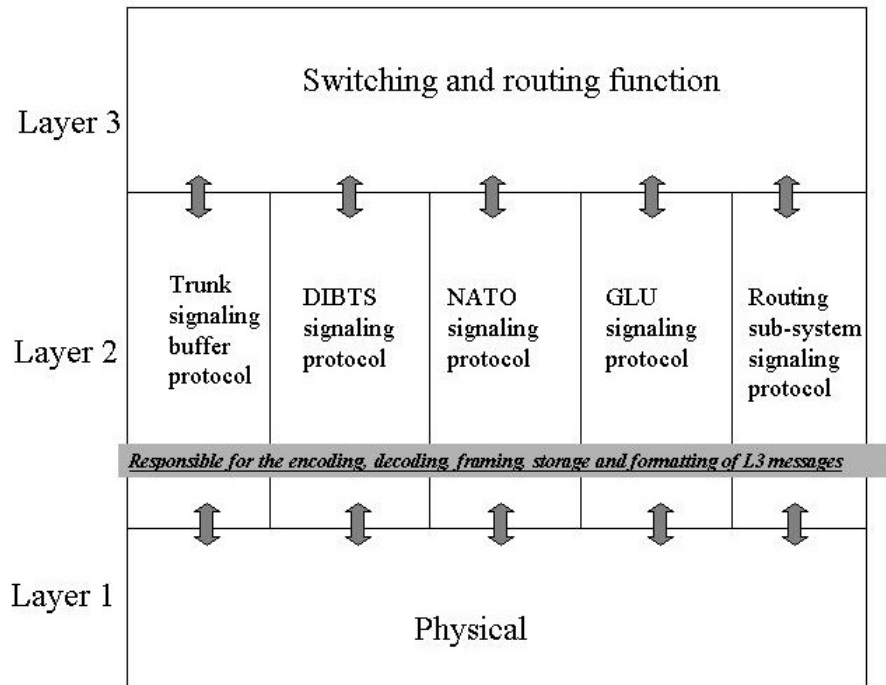 Switching and routing function
Layer 3
Trunk
signaling
buffer
protocol
DIBTS
signaling
protocol
NATO
signaling
protocol
GLU
signaling
protocol
Routing
sub-system
signaling
protocol
Layer 2
Responsible for the encoding, decoding, framing, storage and formatting of L3 messages
Layer 1
Physical